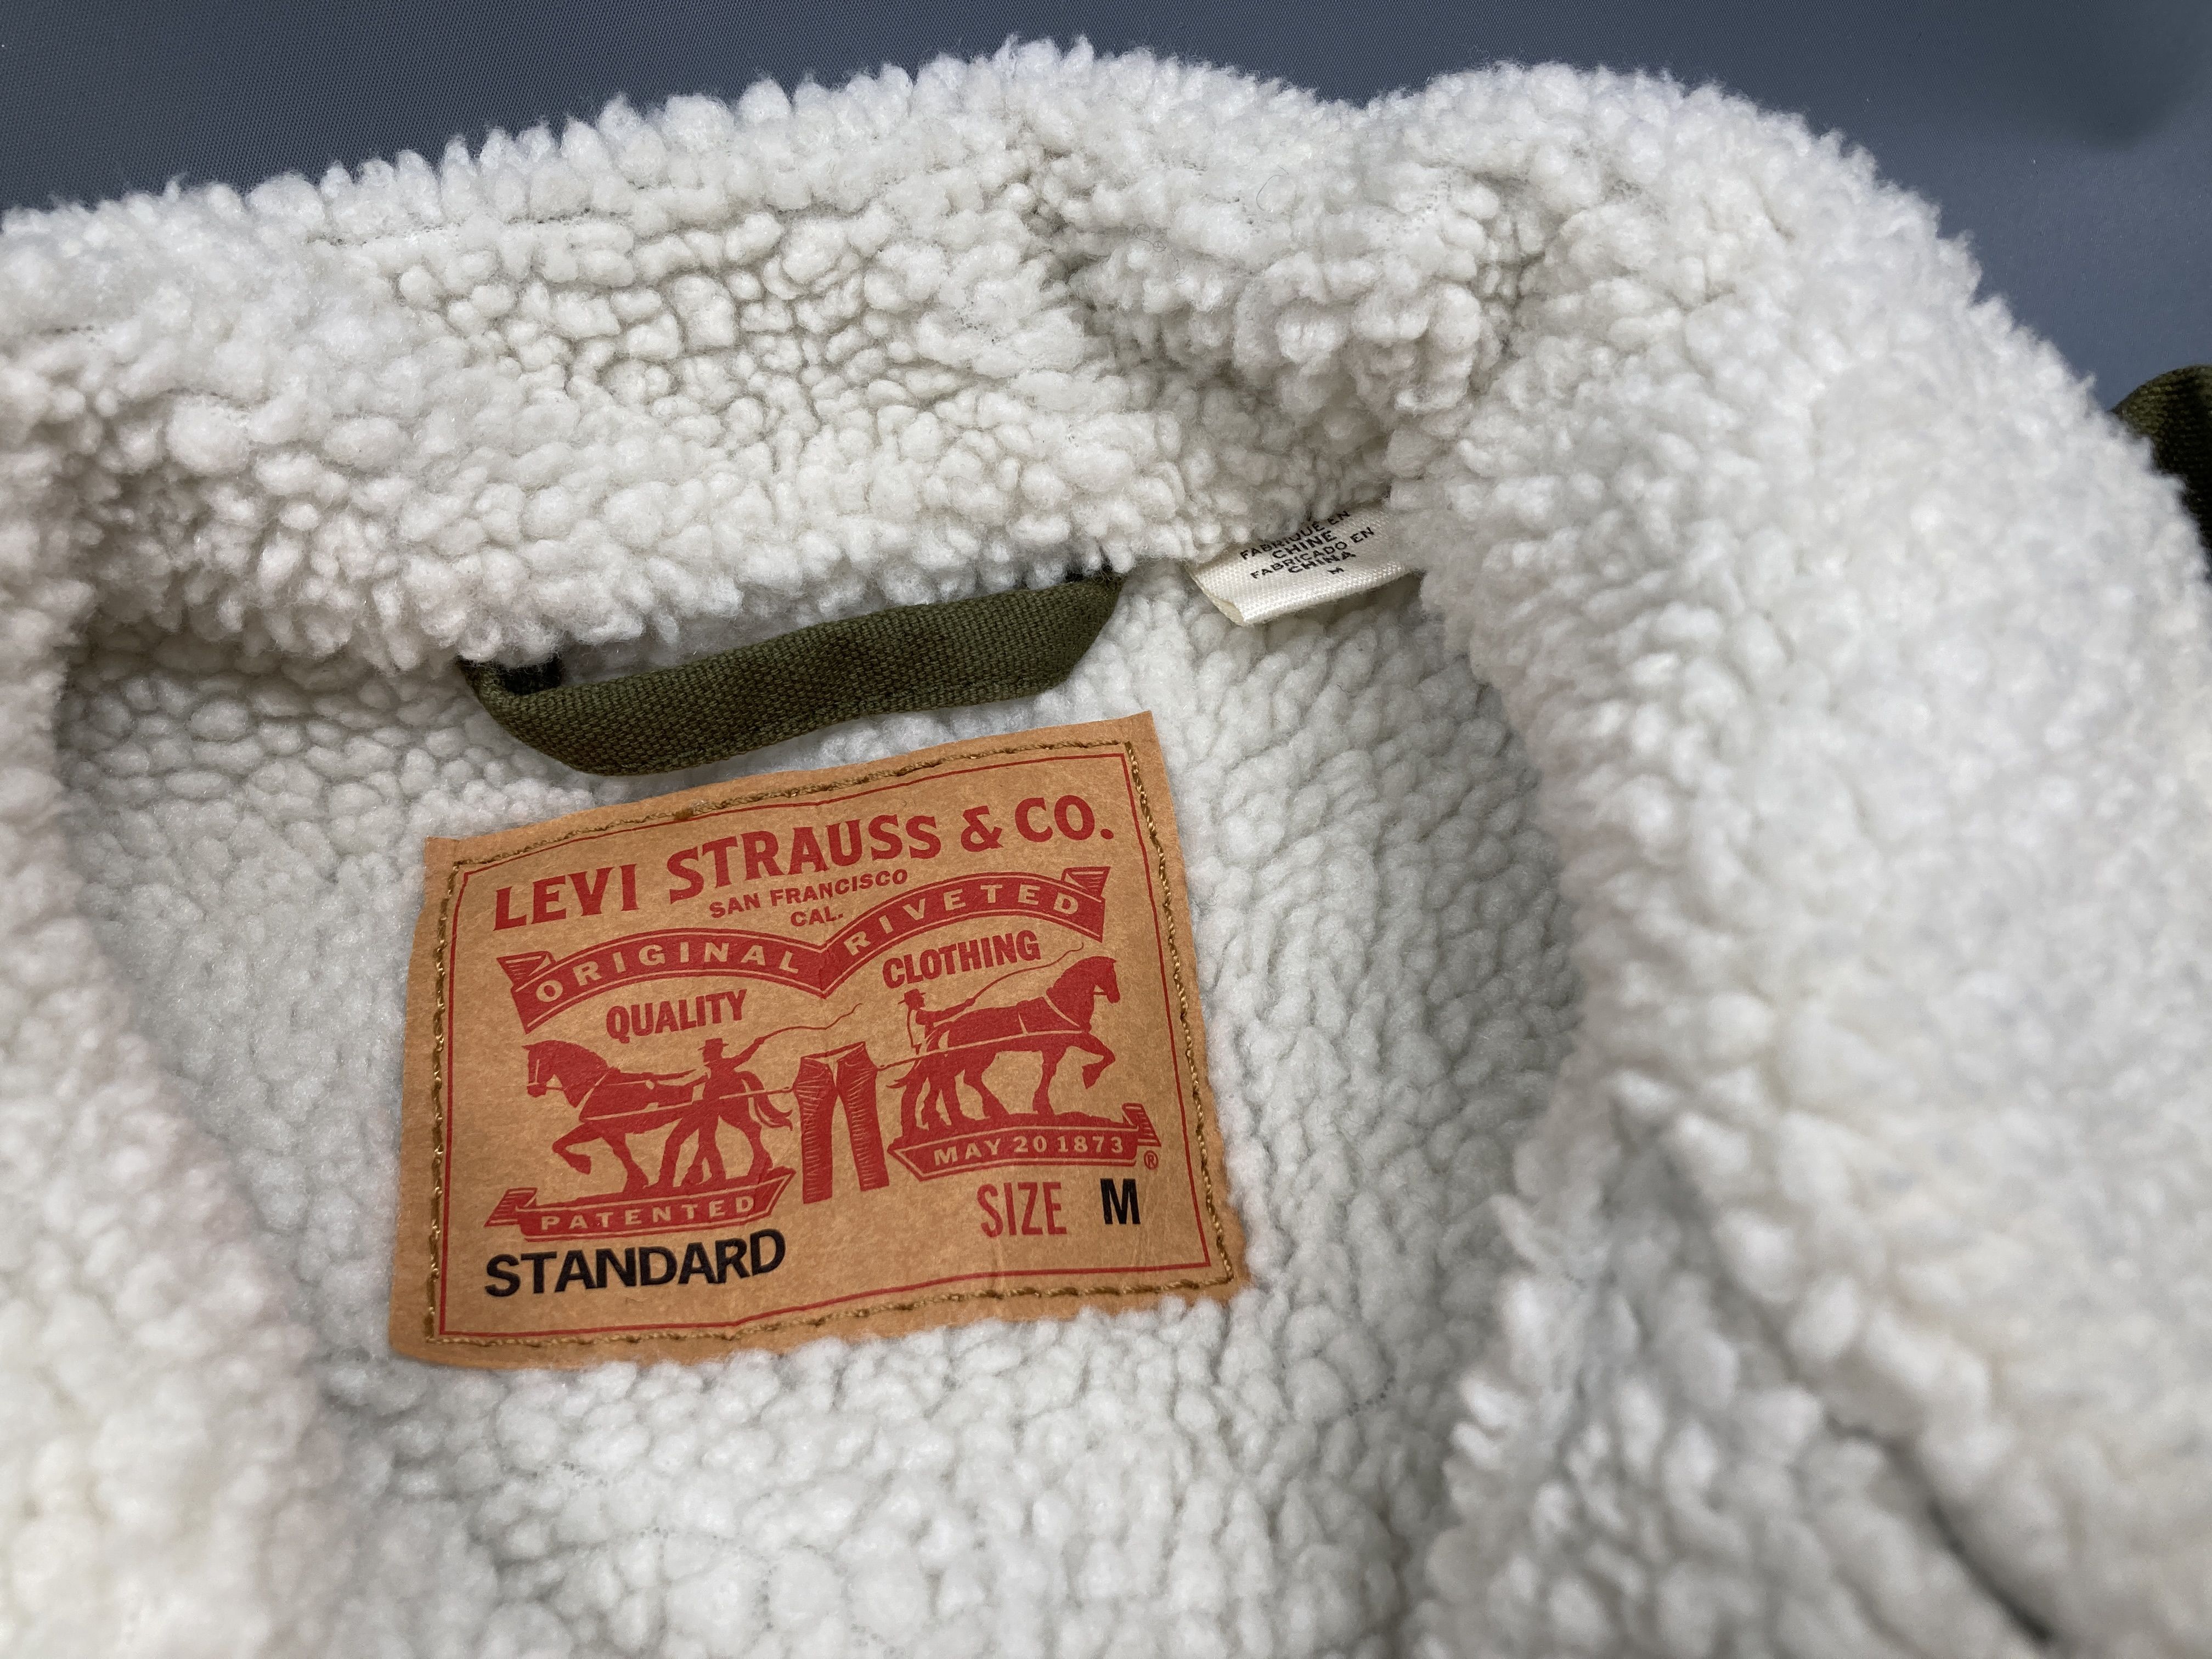 FABRIQUÉ EN
CHINE
FABRICADO EN
CHINA
M
LEVI STRAUSS & CO.
SAN FRANCISCO
CAL.
ORIGINAL RIVETED
QUALITY CLOTHING
PATENTED MAY 20 1873 ®
SIZE M
STANDARD